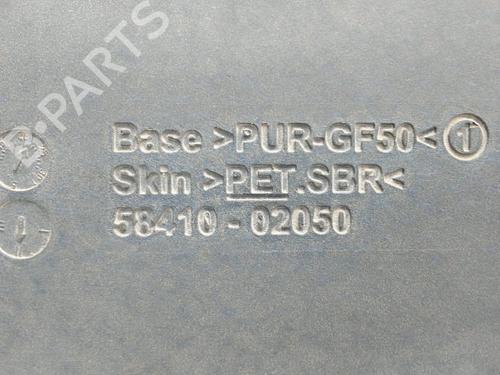 B-PARTS
Base >PUR-GF50< 1
Skin >PET.SBR<
58410 - 02050